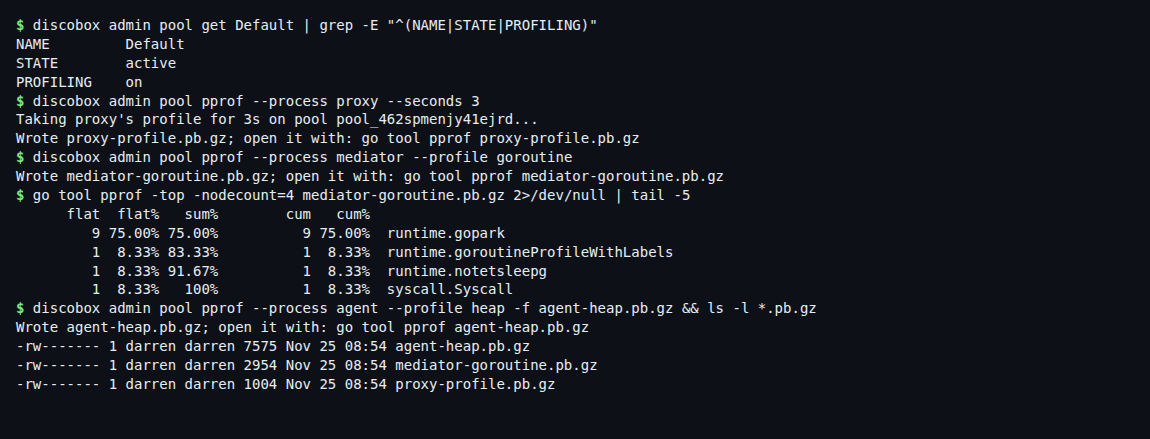 $ discobox admin pool get Default | grep -E "^(NAME|STATE|PROFILING)"
NAME         Default
STATE        active
PROFILING    on
$ discobox admin pool pprof --process proxy --seconds 3
Taking proxy's profile for 3s on pool pool_462spmenjy41ejrd...
Wrote proxy-profile.pb.gz; open it with: go tool pprof proxy-profile.pb.gz
$ discobox admin pool pprof --process mediator --profile goroutine
Wrote mediator-goroutine.pb.gz; open it with: go tool pprof mediator-goroutine.pb.gz
$ go tool pprof -top -nodecount=4 mediator-goroutine.pb.gz 2>/dev/null | tail -5
      flat  flat%   sum%        cum   cum%
         9 75.00% 75.00%          9 75.00%  runtime.gopark
         1  8.33% 83.33%          1  8.33%  runtime.goroutineProfileWithLabels
         1  8.33% 91.67%          1  8.33%  runtime.notetsleepg
         1  8.33%   100%          1  8.33%  syscall.Syscall
$ discobox admin pool pprof --process agent --profile heap -f agent-heap.pb.gz && ls -l *.pb.gz
Wrote agent-heap.pb.gz; open it with: go tool pprof agent-heap.pb.gz
-rw------- 1 darren darren 7575 Nov 25 08:54 agent-heap.pb.gz
-rw------- 1 darren darren 2954 Nov 25 08:54 mediator-goroutine.pb.gz
-rw------- 1 darren darren 1004 Nov 25 08:54 proxy-profile.pb.gz